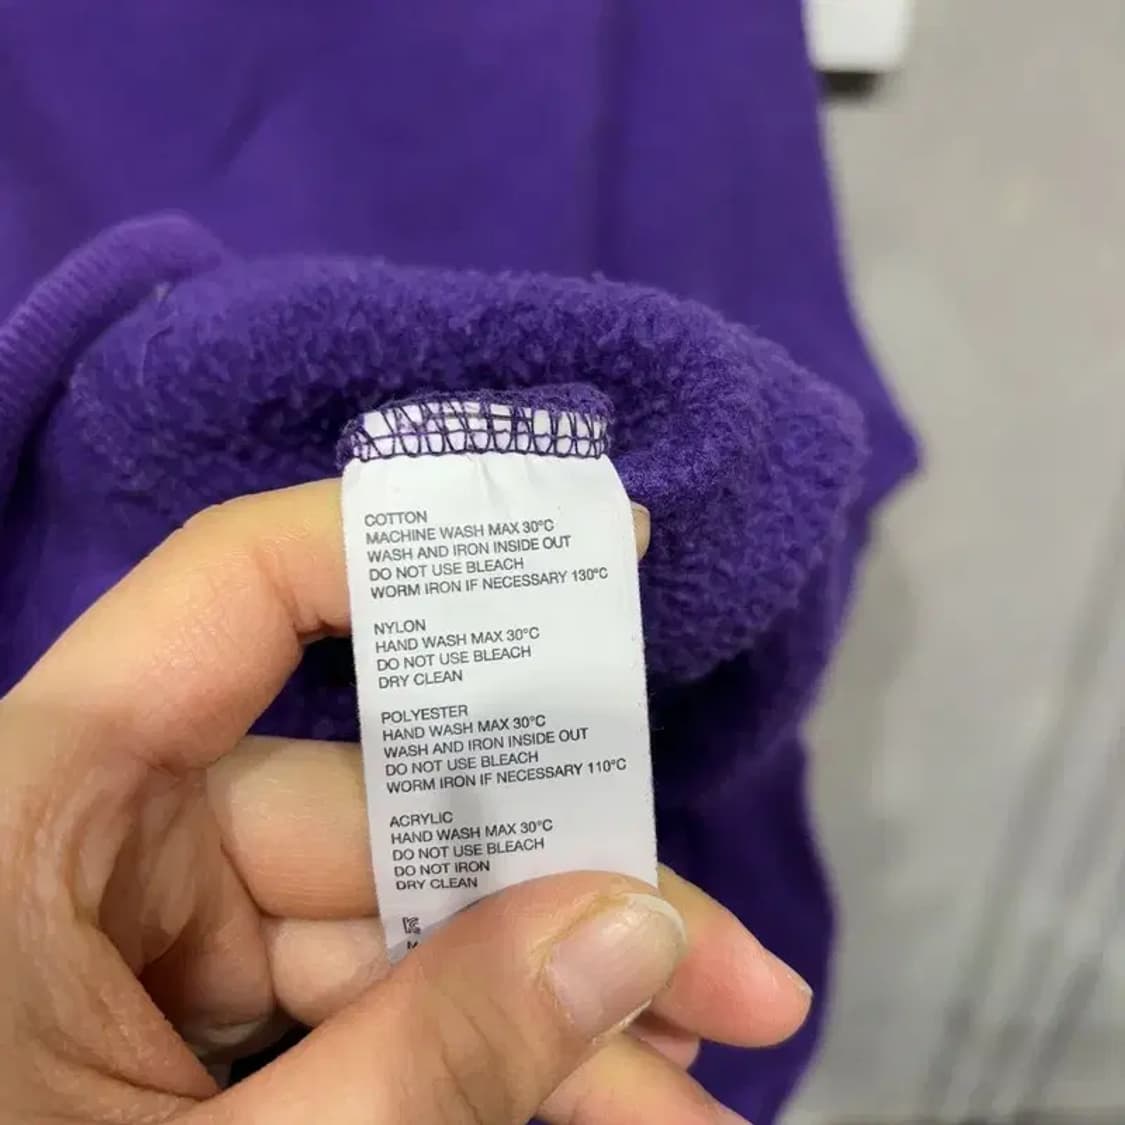 COTTON
MACHINE WASH MAX 30°C
WASH AND IRON INSIDE OUT
DO NOT USE BLEACH
WORM IRON IF NECESSARY 130°C
NYLON
HAND WASH MAX 30°C
DO NOT USE BLEACH
DRY CLEAN
POLYESTER
HAND WASH MAX 30°C
WASH AND IRON INSIDE OUT
DO NOT USE BLEACH
WORM IRON IF NECESSARY 110°C
ACRYLIC
HAND WASH MAX 30°C
DO NOT USE BLEACH
DO NOT IRON
DRY CLEAN